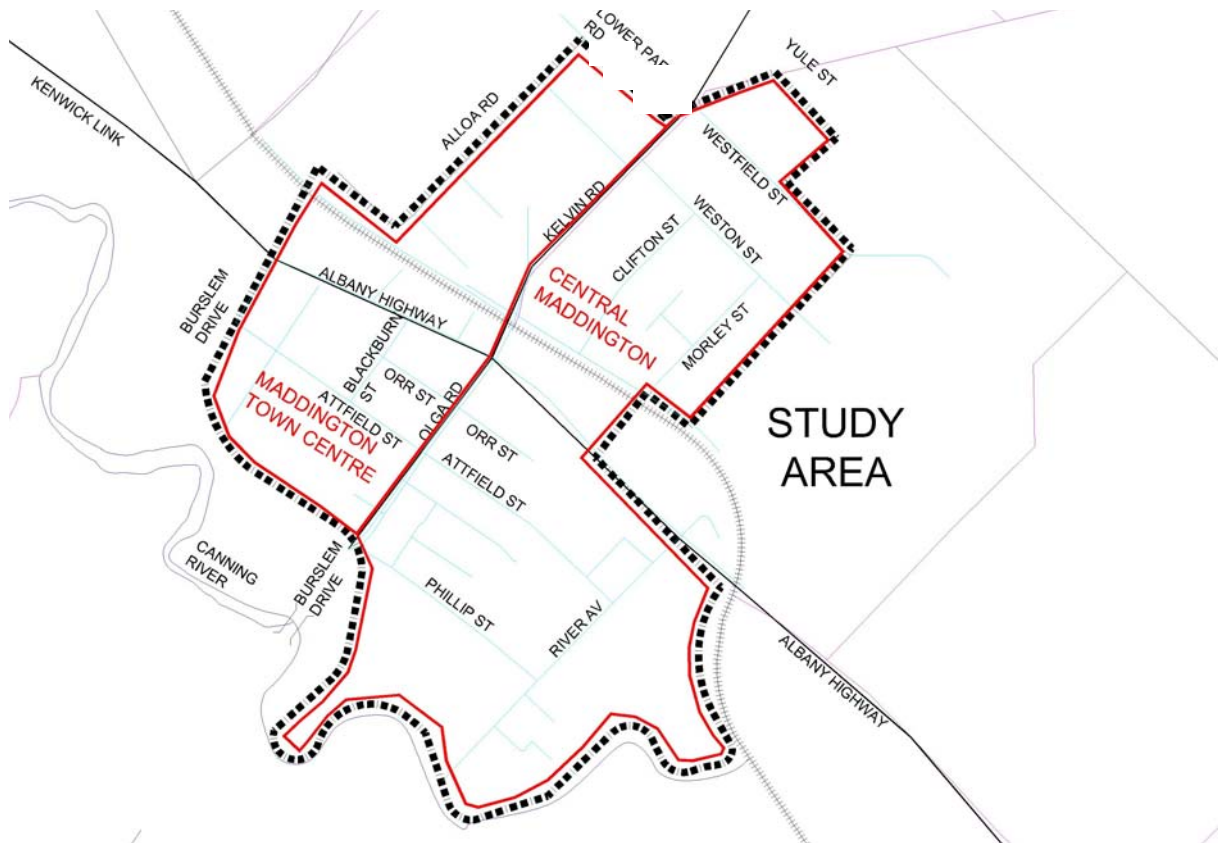 LOWER PARK
RD
YULE ST
KENWICK LINK
ALLOA RD
WESTFIELD ST
KELVIN RD
WESTON ST
CLIFTON ST
CENTRAL
MADDINGTON
BURSLEM
DRIVE
ALBANY HIGHWAY
MORLEY ST
BLACKBURN
ST
ORR ST
OLGA RD
MADDINGTON
TOWN CENTRE
ATTFIELD ST
ORR ST
ATTFIELD ST
STUDY
AREA
CANNING
RIVER
BURSLEM
DRIVE
PHILLIP ST
RIVER AV
ALBANY HIGHWAY